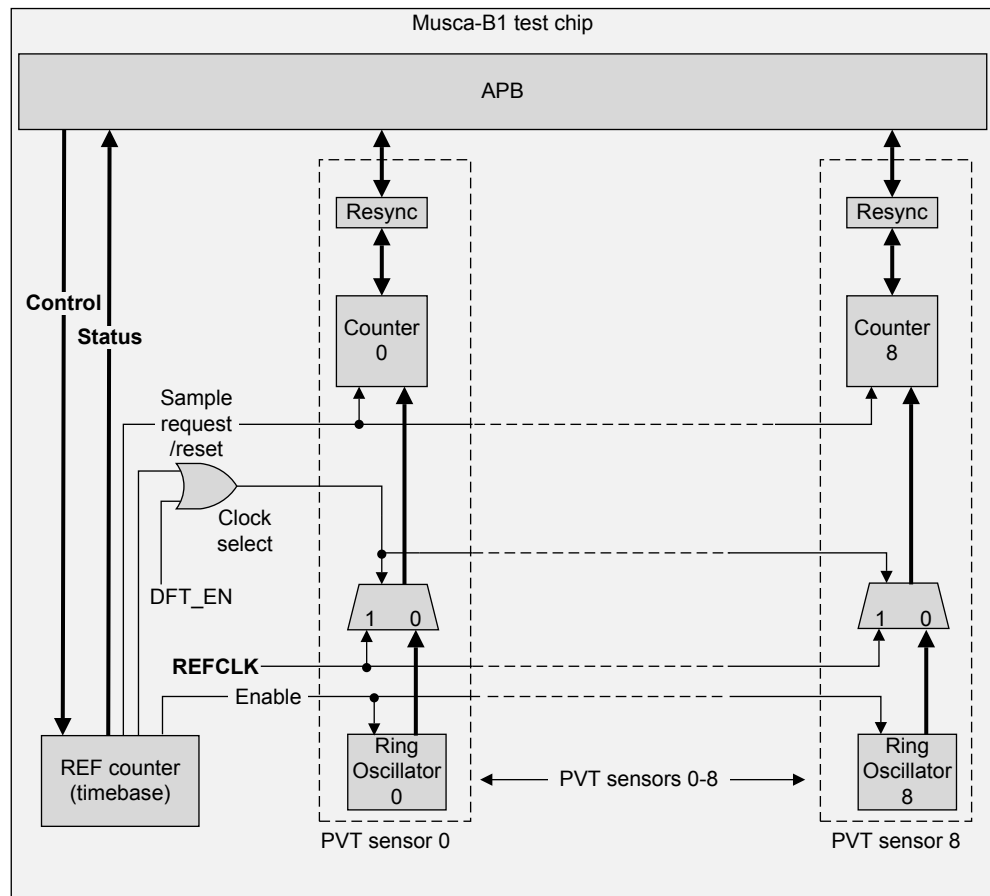 Musca-B1 test chip
APB
Resync
Resync
Control
Status
Counter
0
Counter
8
Sample
request
/reset
Clock
select
DFT_EN
1 0
1 0
REFCLK
Enable
REF counter
(timebase)
Ring
Oscillator
0
PVT sensors 0-8
Ring
Oscillator
8
PVT sensor 0
PVT sensor 8